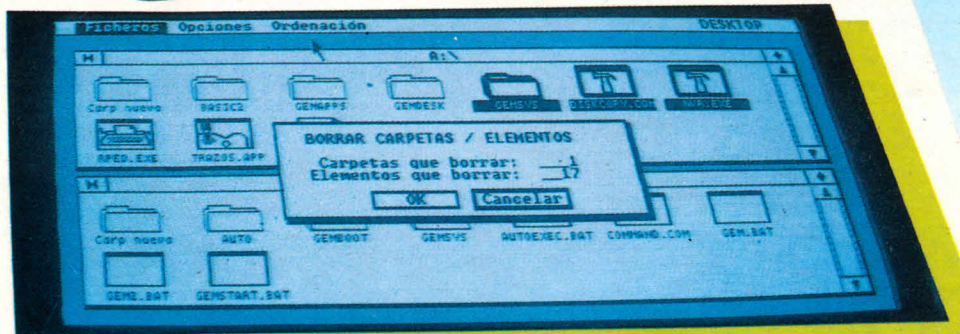 Ficheros Opciones Ordenación DESKTOP
A:\
Carp nuevo BASIC2 GEMAPPS GEMDESK GEMSYS DISKCOPY.COM
RPED.EXE TRAZOS.APP
BORRAR CARPETAS / ELEMENTOS
Carpetas que borrar: 1
Elementos que borrar: 17
OK Cancelar
Carp nuevo AUTO GEMBOOT GEMSYS AUTOEXEC.BAT COMMAND.COM GEM.BAT
GEM2.BAT GEMSTART.BAT